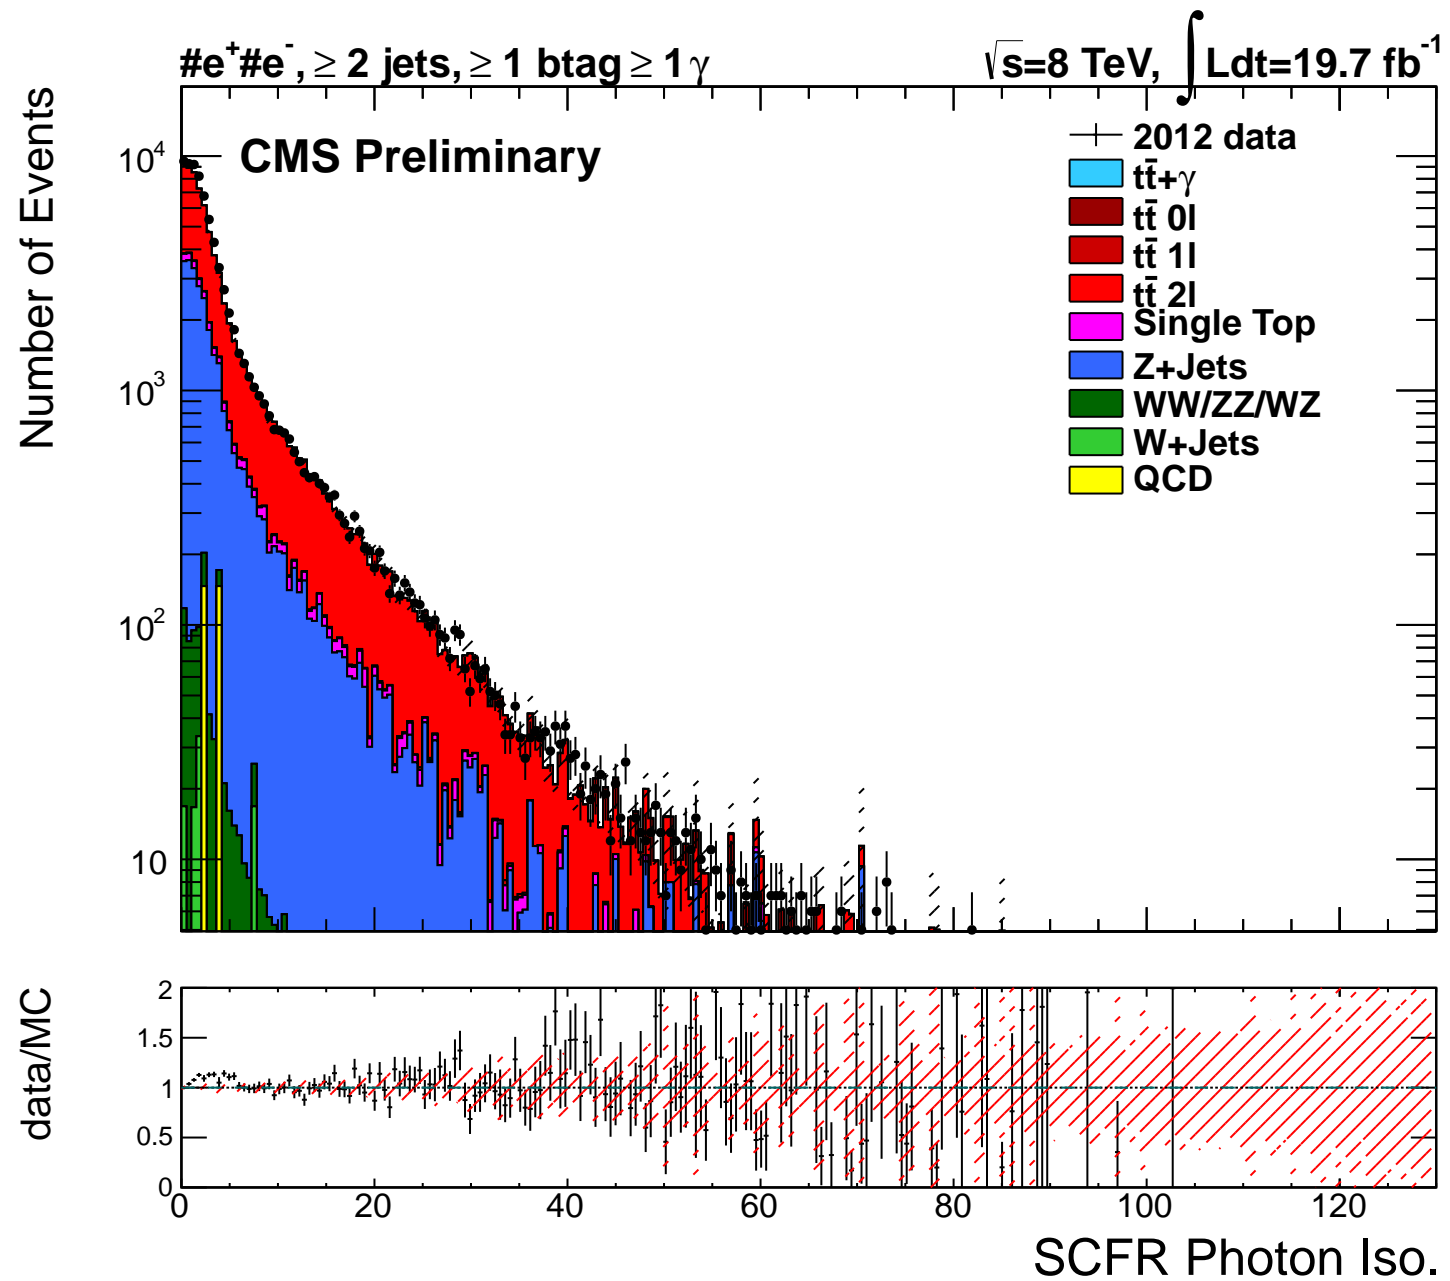 #e⁺#e⁻, ≥ 2 jets, ≥ 1 btag ≥ 1 γ
√s=8 TeV, ∫Ldt=19.7 fb⁻¹
CMS Preliminary
2012 data
tt̄+γ
tt̄ 0l
tt̄ 1l
tt̄ 2l
Single Top
Z+Jets
WW/ZZ/WZ
W+Jets
QCD
Number of Events
10⁴
10³
10²
10
data/MC
2
1.5
1
0.5
0
0 20 40 60 80 100 120
SCFR Photon Iso.